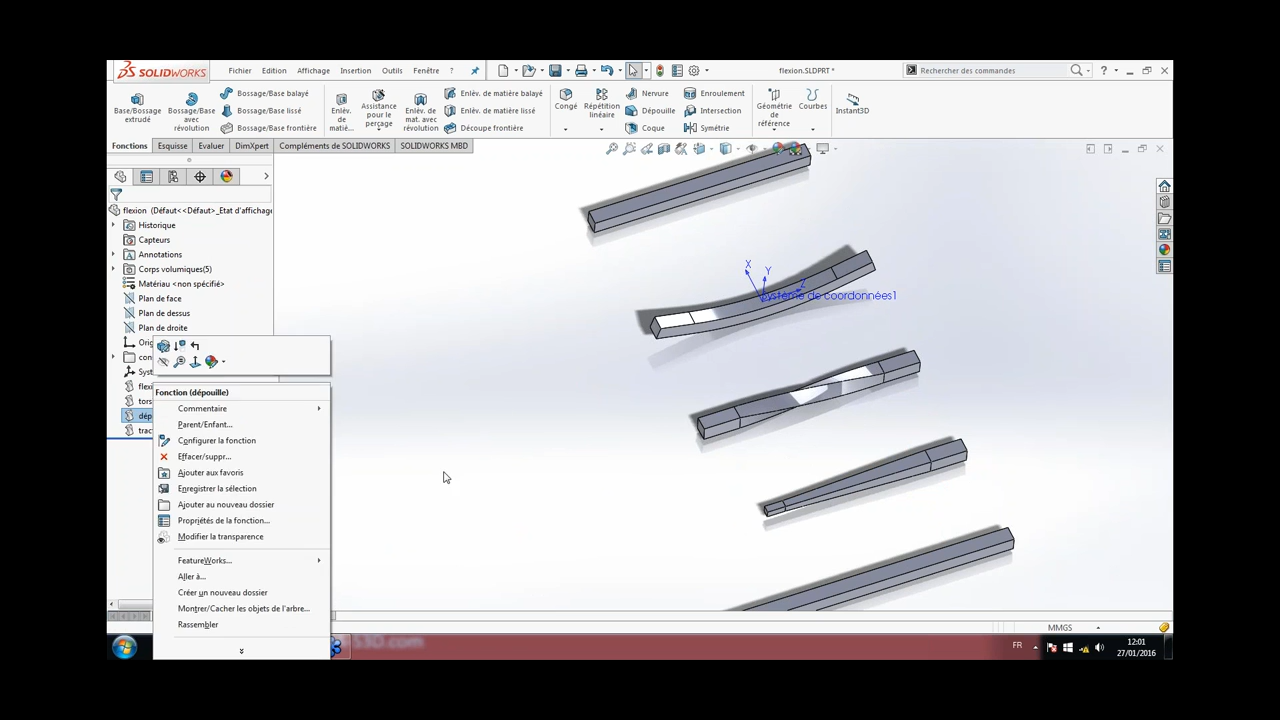 SOLIDWORKS
Fichier Edition Affichage Insertion Outils Fenêtre
flexion.SLDPRT *
Rechercher des commandes
Base/Bossage extrudé
Bossage/Base avec révolution
Bossage/Base balayé
Bossage/Base lissé
Bossage/Base frontière
Enlèv. de matiè...
Assistance pour le perçage
Enlèv. de mat. avec révolution
Enlèv. de matière balayé
Enlèv. de matière lissé
Découpe frontière
Congé
Répétition linéaire
Nervure
Dépouille
Coque
Enroulement
Intersection
Symétrie
Géométrie de référence
Courbes
Instant3D
Fonctions Esquisse Evaluer DimXpert Compléments de SOLIDWORKS SOLIDWORKS MBD
flexion (Défaut<<Défaut>_Etat d'affichage
Historique
Capteurs
Annotations
Corps volumiques(5)
Matériau <non spécifié>
Plan de face
Plan de dessus
Plan de droite
Orig
con
Syst
flexi
tors
dép
tract
Fonction (dépouille)
Commentaire
Parent/Enfant...
Configurer la fonction
Effacer/suppr...
Ajouter aux favoris
Enregistrer la sélection
Ajouter au nouveau dossier
Propriétés de la fonction...
Modifier la transparence
FeatureWorks...
Aller à...
Créer un nouveau dossier
Montrer/Cacher les objets de l'arbre...
Rassembler
X
Y
Z
Système de coordonnées1
MMGS
FR
12:01
27/01/2016